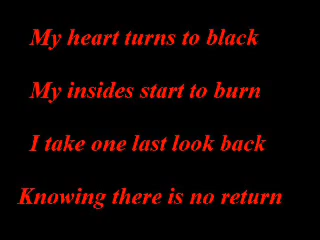 My heart turns to black
My insides start to burn
I take one last look back
Knowing there is no return